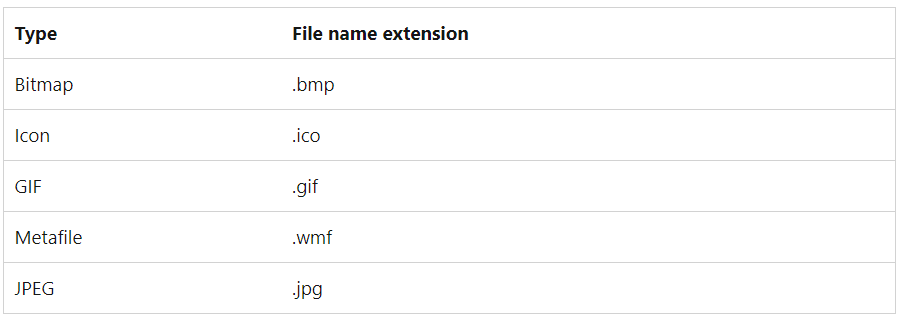 Type File name extension
Bitmap .bmp
Icon .ico
GIF .gif
Metafile .wmf
JPEG .jpg